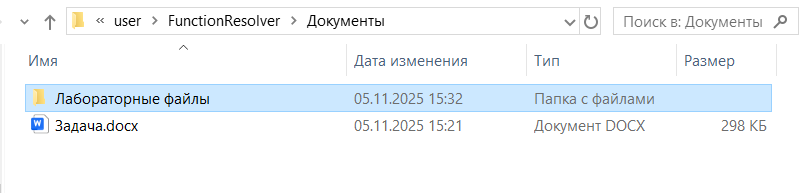 « user > FunctionResolver > Документы
Поиск в: Документы
Имя Дата изменения Тип Размер
Лабораторные файлы 05.11.2025 15:32 Папка с файлами
Задача.docx 05.11.2025 15:21 Документ DOCX 298 КБ